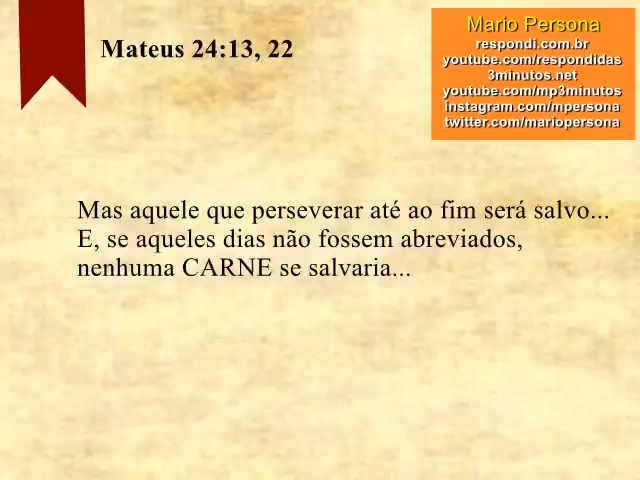 Mateus 24:13, 22
Mario Persona
respondi.com.br
youtube.com/respondidas
3minutos.net
youtube.com/mp3minutos
instagram.com/mpersona
twitter.com/mariopersona
Mas aquele que perseverar até ao fim será salvo...
E, se aqueles dias não fossem abreviados,
nenhuma CARNE se salvaria...